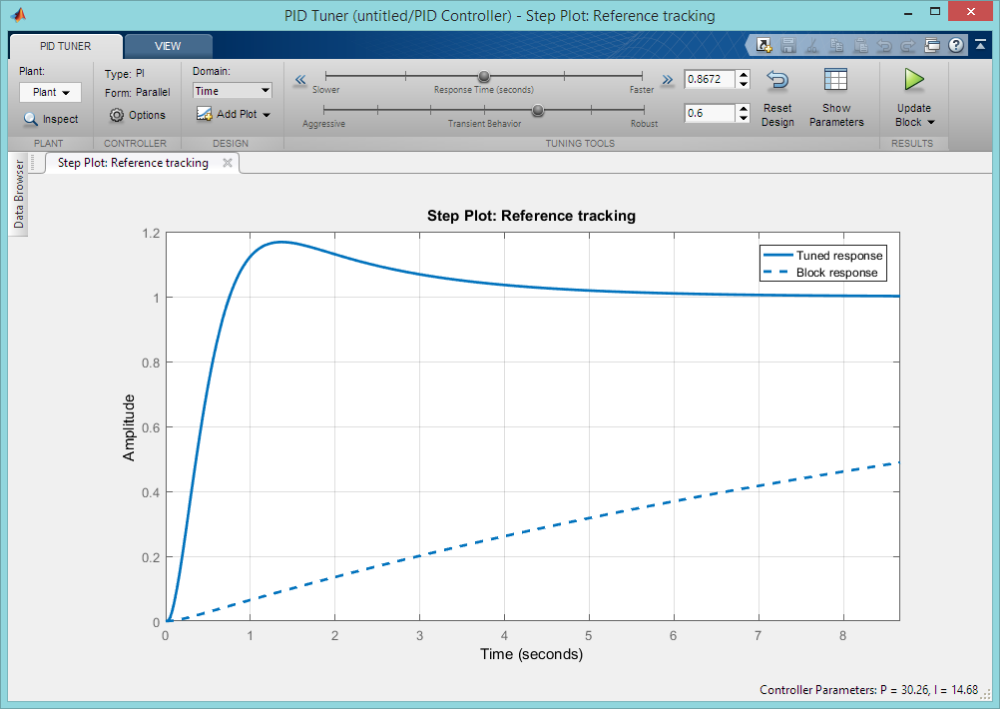 PID Tuner (untitled/PID Controller) - Step Plot: Reference tracking
PID TUNER
VIEW
Plant:
Plant
Inspect
PLANT
Type: PI
Form: Parallel
Options
CONTROLLER
Domain:
Time
Add Plot
DESIGN
Slower
Response Time (seconds)
Faster
0.8672
Aggressive
Transient Behavior
Robust
0.6
Reset
Design
Show
Parameters
TUNING TOOLS
Update
Block
RESULTS
Data Browser
Step Plot: Reference tracking
Step Plot: Reference tracking
Tuned response
Block response
Amplitude
1.2
1
0.8
0.6
0.4
0.2
0
0 1 2 3 4 5 6 7 8
Time (seconds)
Controller Parameters: P = 30.26, I = 14.68